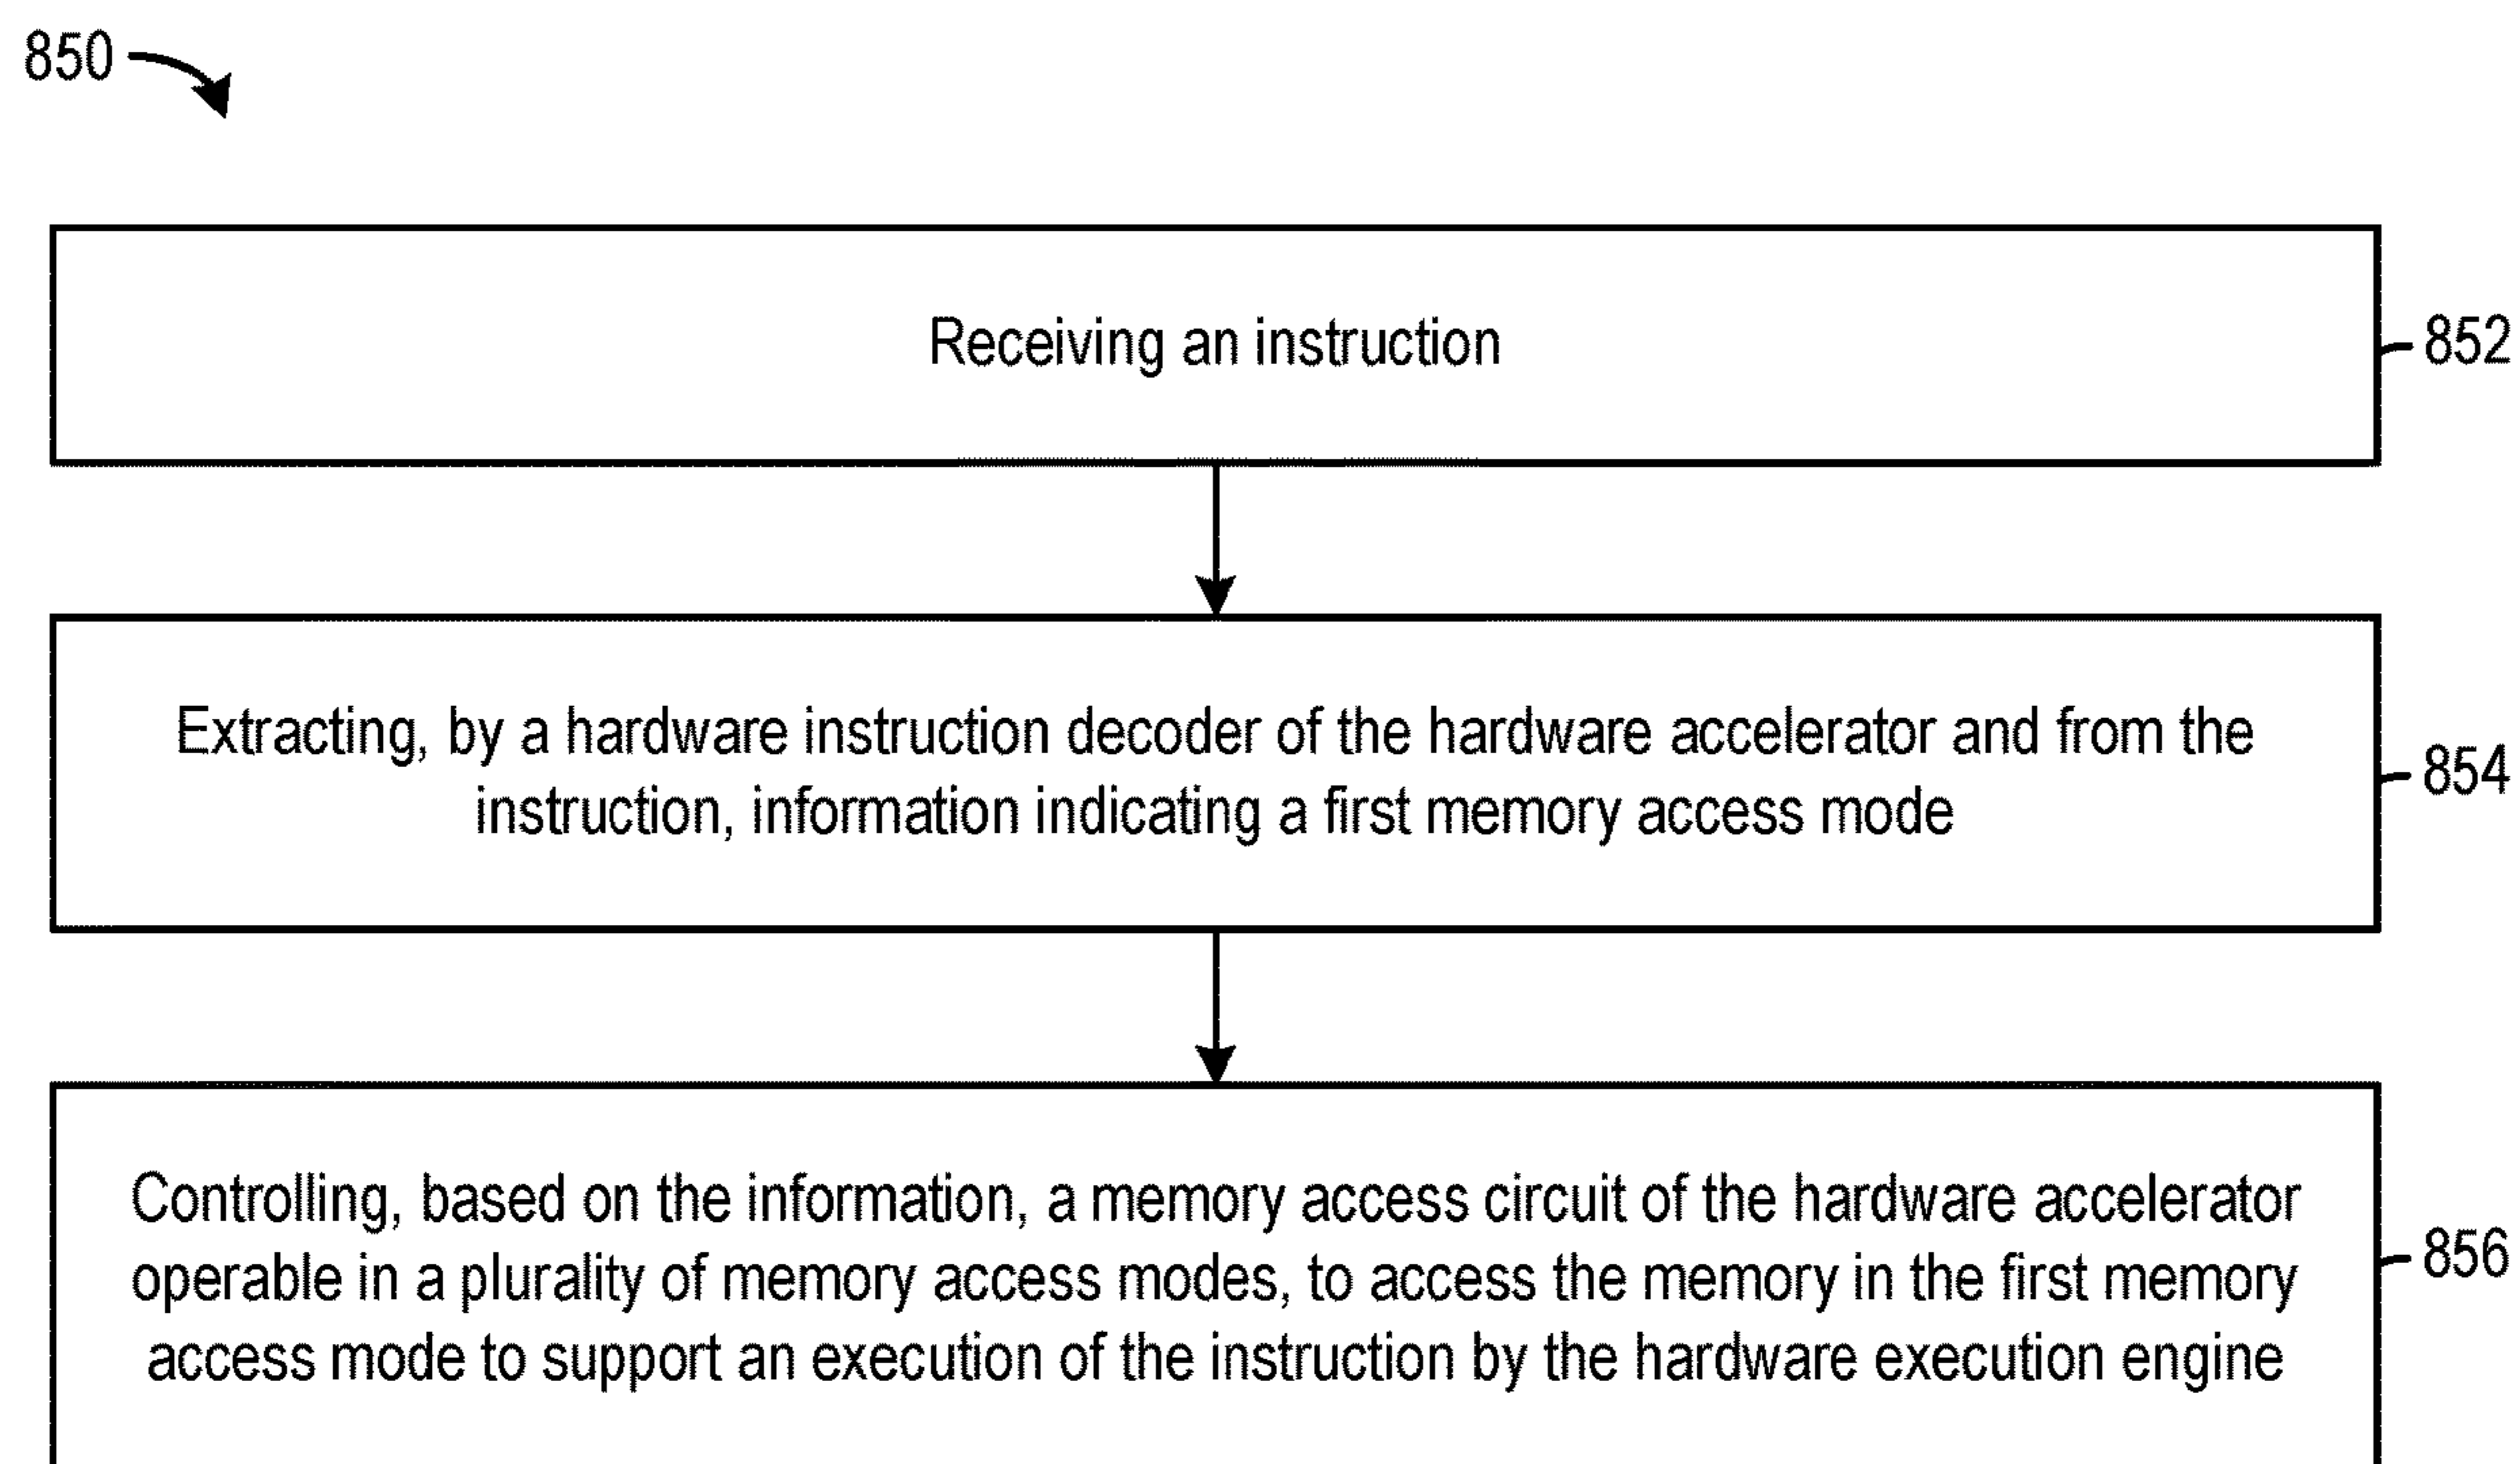 850
Receiving an instruction
852
Extracting, by a hardware instruction decoder of the hardware accelerator and from the
instruction, information indicating a first memory access mode
854
Controlling, based on the information, a memory access circuit of the hardware accelerator
operable in a plurality of memory access modes, to access the memory in the first memory
access mode to support an execution of the instruction by the hardware execution engine
856